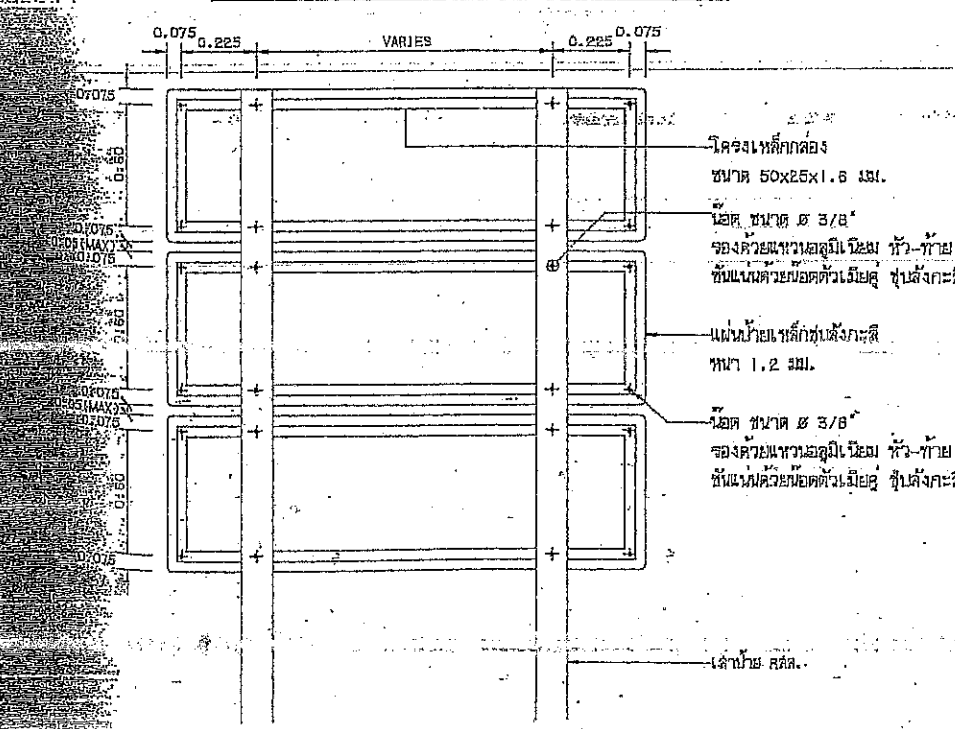 0.075
0.225
VARIES
0.225
0.075
0.075
0.60
0.075
0.05(MAX)
0.075
0.60
0.075
0.05(MAX)
0.075
0.60
0.075
โครงเหล็กกล่อง
ขนาด 50x25x1.6 มม.
น๊อต ขนาด ø 3/8"
รองด้วยแหวนอลูมิเนียม หัว-ท้าย
ขันแน่นด้วยน๊อตตัวเมียคู่ ชุบสังกะสี
แผ่นป้ายเหล็กชุบสังกะสี
หนา 1.2 มม.
น๊อต ขนาด ø 3/8"
รองด้วยแหวนอลูมิเนียม หัว-ท้าย
ขันแน่นด้วยน๊อตตัวเมียคู่ ชุบสังกะสี
เสาป้าย คสล.